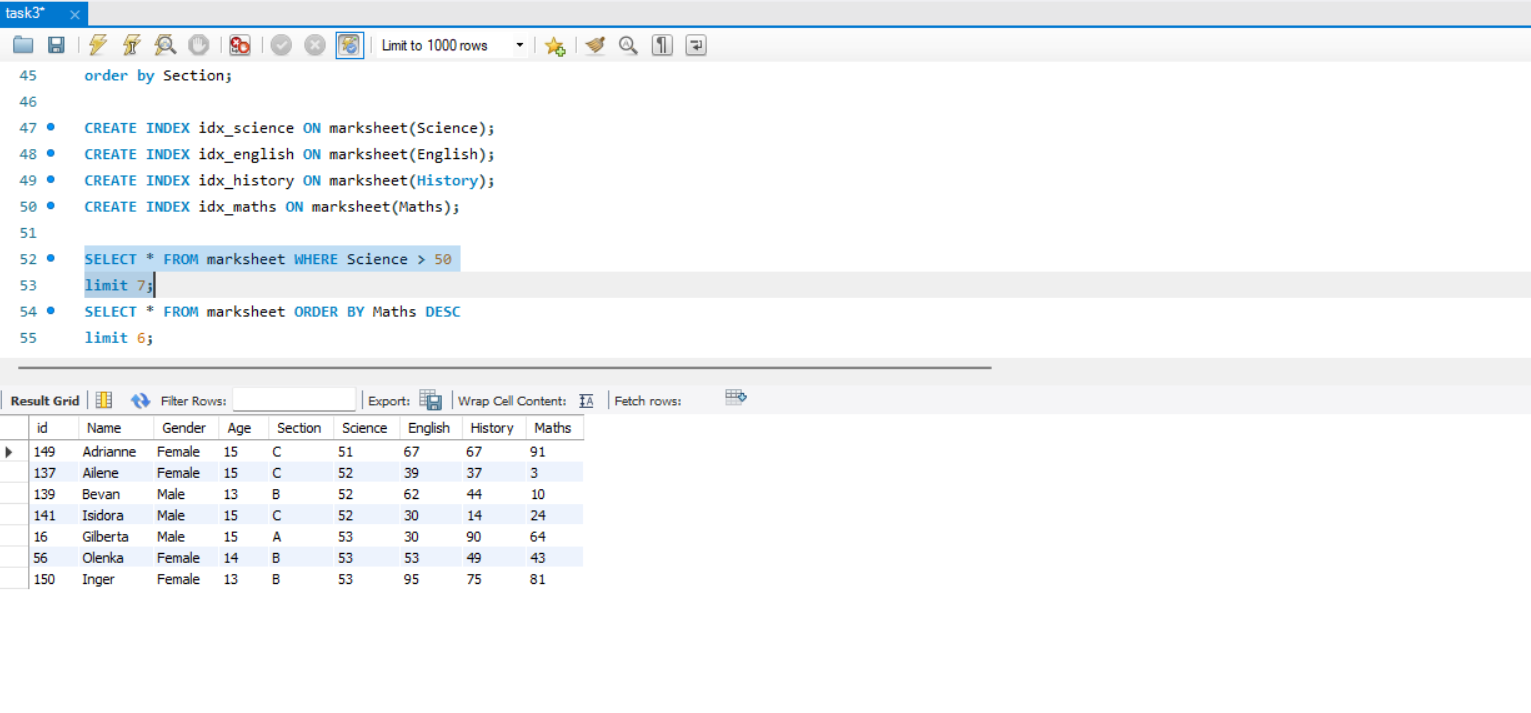 task3* ×
Limit to 1000 rows
45 order by Section;
46
47 CREATE INDEX idx_science ON marksheet(Science);
48 CREATE INDEX idx_english ON marksheet(English);
49 CREATE INDEX idx_history ON marksheet(History);
50 CREATE INDEX idx_maths ON marksheet(Maths);
51
52 SELECT * FROM marksheet WHERE Science > 50
53 limit 7;
54 SELECT * FROM marksheet ORDER BY Maths DESC
55 limit 6;
Result Grid Filter Rows: Export: Wrap Cell Content: IA Fetch rows:
id Name Gender Age Section Science English History Maths
149 Adrianne Female 15 C 51 67 67 91
137 Ailene Female 15 C 52 39 37 3
139 Bevan Male 13 B 52 62 44 10
141 Isidora Male 15 C 52 30 14 24
16 Gilberta Male 15 A 53 30 90 64
56 Olenka Female 14 B 53 53 49 43
150 Inger Female 13 B 53 95 75 81